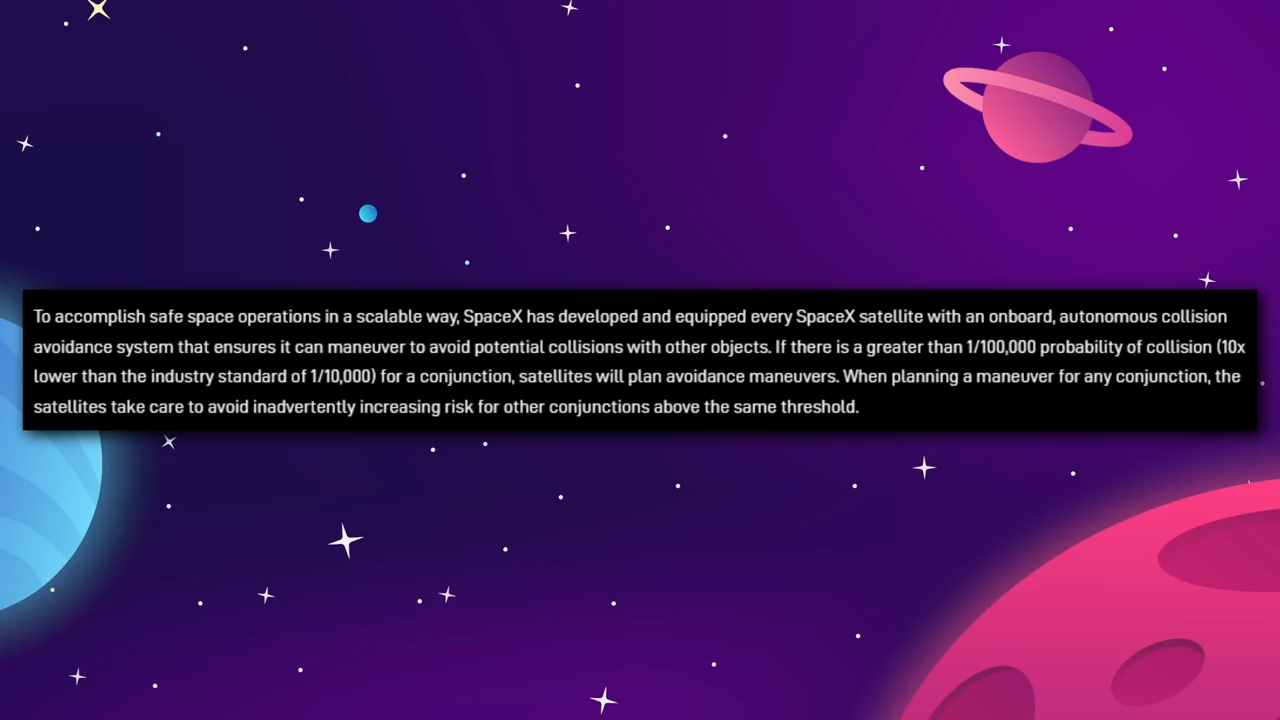 To accomplish safe space operations in a scalable way, SpaceX has developed and equipped every SpaceX satellite with an onboard, autonomous collision
avoidance system that ensures it can maneuver to avoid potential collisions with other objects. If there is a greater than 1/100,000 probability of collision (10x
lower than the industry standard of 1/10,000) for a conjunction, satellites will plan avoidance maneuvers. When planning a maneuver for any conjunction, the
satellites take care to avoid inadvertently increasing risk for other conjunctions above the same threshold.